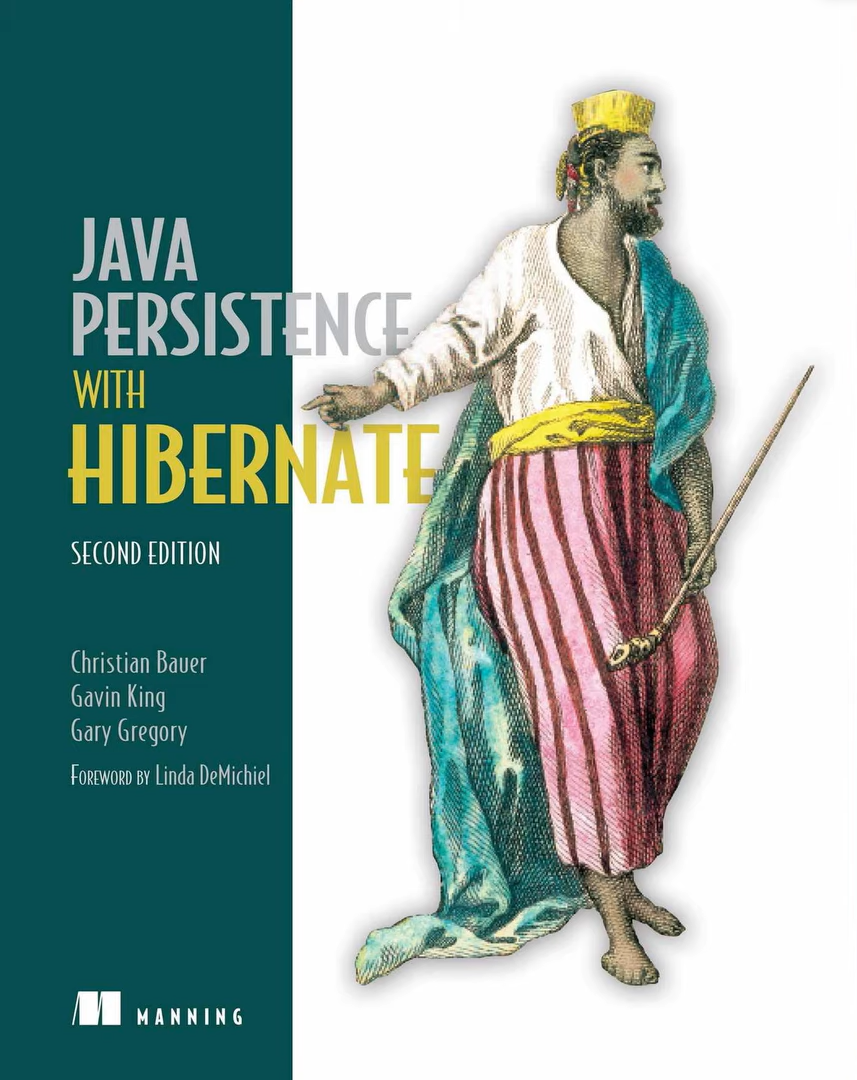 JAVA
PERSISTENCE
WITH
HIBERNATE
SECOND EDITION
Christian Bauer
Gavin King
Gary Gregory
FOREWORD BY Linda DeMichiel
MANNING